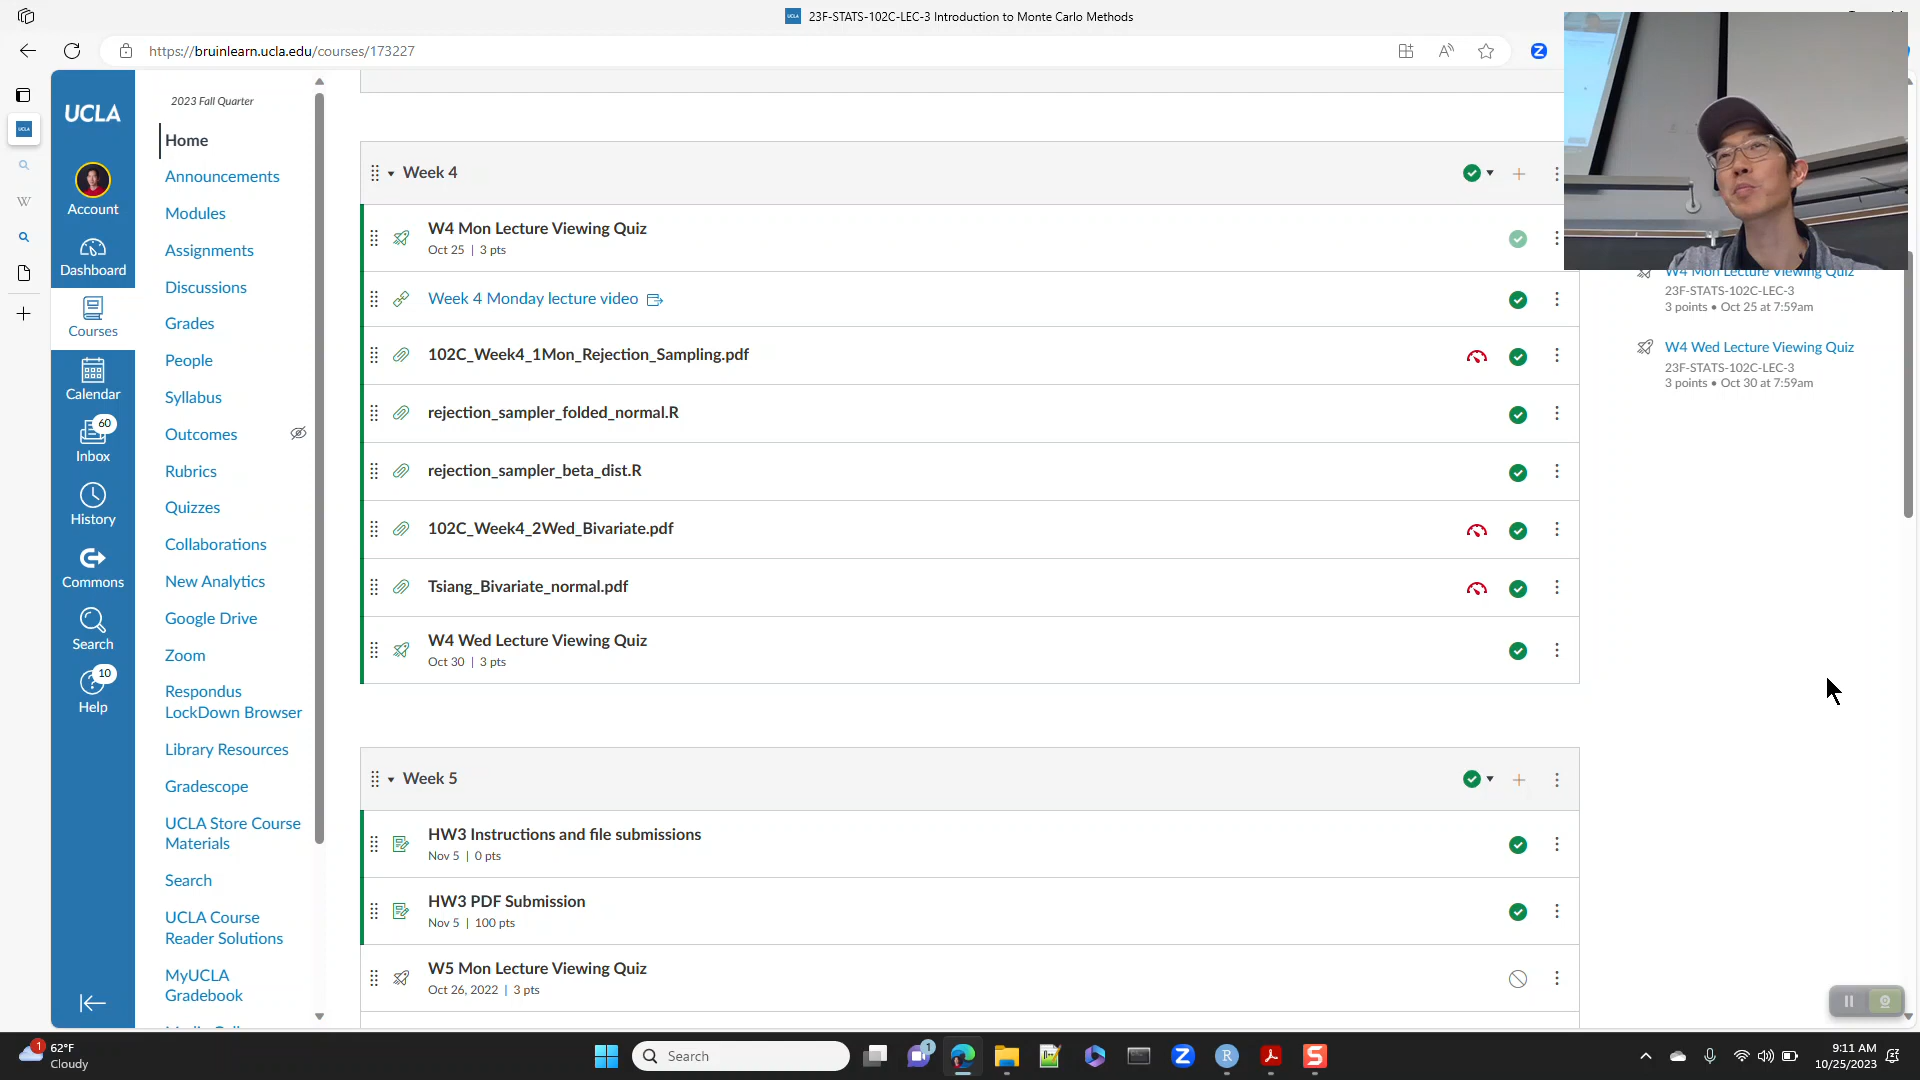 23F-STATS-102C-LEC-3 Introduction to Monte Carlo Methods
https://bruinlearn.ucla.edu/courses/173227
UCLA
Account
Dashboard
Courses
Calendar
60
Inbox
History
Commons
Search
10
Help
2023 Fall Quarter
Home
Announcements
Modules
Assignments
Discussions
Grades
People
Syllabus
Outcomes
Rubrics
Quizzes
Collaborations
New Analytics
Google Drive
Zoom
Respondus
LockDown Browser
Library Resources
Gradescope
UCLA Store Course
Materials
Search
UCLA Course
Reader Solutions
MyUCLA
Gradebook
Week 4
W4 Mon Lecture Viewing Quiz
Oct 25 | 3 pts
Week 4 Monday lecture video
102C_Week4_1Mon_Rejection_Sampling.pdf
rejection_sampler_folded_normal.R
rejection_sampler_beta_dist.R
102C_Week4_2Wed_Bivariate.pdf
Tsiang_Bivariate_normal.pdf
W4 Wed Lecture Viewing Quiz
Oct 30 | 3 pts
Week 5
HW3 Instructions and file submissions
Nov 5 | 0 pts
HW3 PDF Submission
Nov 5 | 100 pts
W5 Mon Lecture Viewing Quiz
Oct 26, 2022 | 3 pts
W4 Mon Lecture Viewing Quiz
23F-STATS-102C-LEC-3
3 points • Oct 25 at 7:59am
W4 Wed Lecture Viewing Quiz
23F-STATS-102C-LEC-3
3 points • Oct 30 at 7:59am
1
62°F
Cloudy
Search
1
9:11 AM
10/25/2023